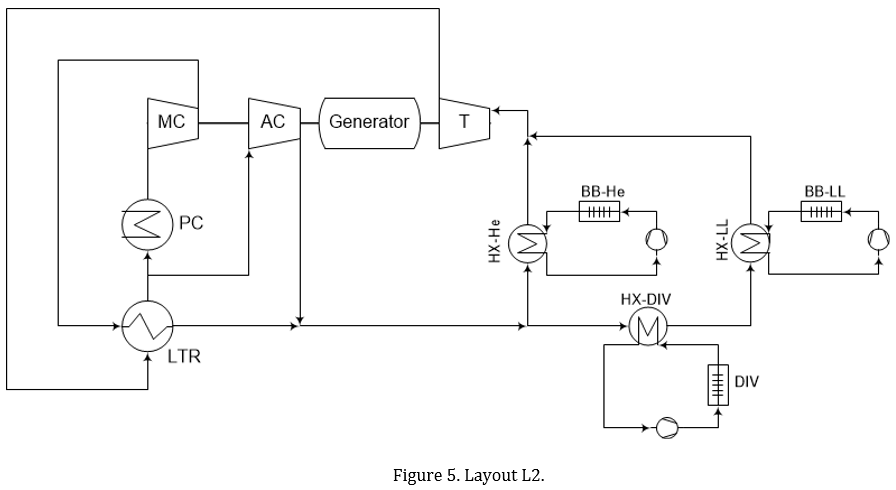 MC
AC
Generator
T
BB-He
BB-LL
PC
HX-He
HX-LL
HX-DIV
LTR
DIV
Figure 5. Layout L2.